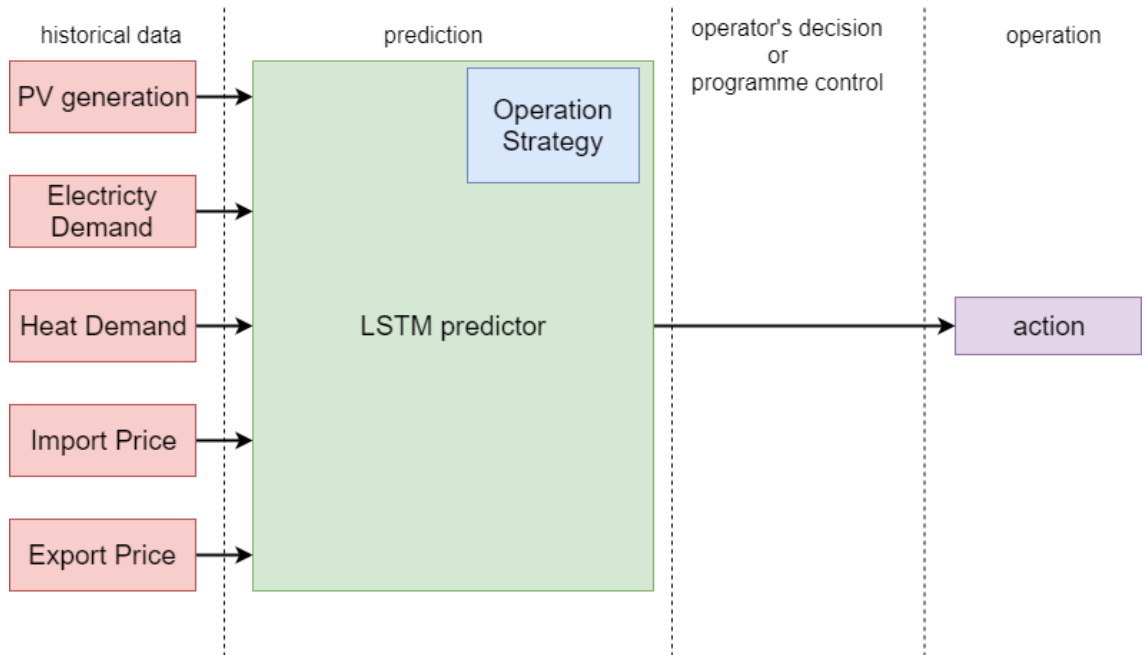 historical data
prediction
operator's decision
or
programme control
operation
PV generation
Operation
Strategy
Electricty
Demand
Heat Demand
LSTM predictor
action
Import Price
Export Price